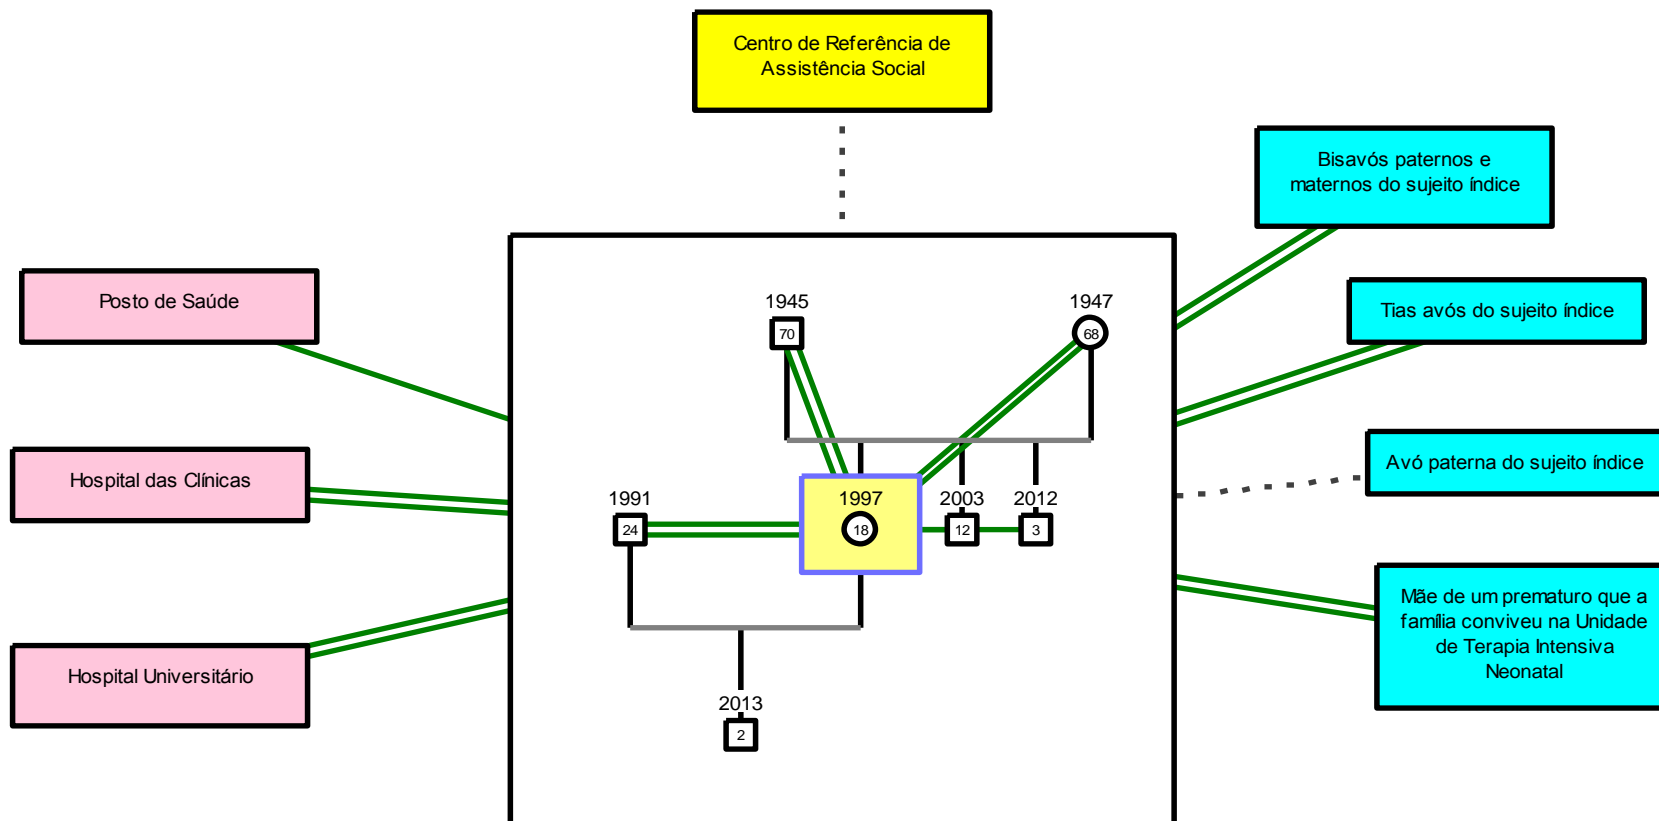 Centro de Referência de
Assistência Social
Bisavós paternos e
maternos do sujeito índice
Posto de Saúde
Tias avós do sujeito índice
1945
1947
70
68
Avó paterna do sujeito índice
Hospital das Clínicas
1991
1997
2003
2012
24
18
12
3
Mãe de um prematuro que a
família conviveu na Unidade
de Terapia Intensiva
Neonatal
Hospital Universitário
2013
2